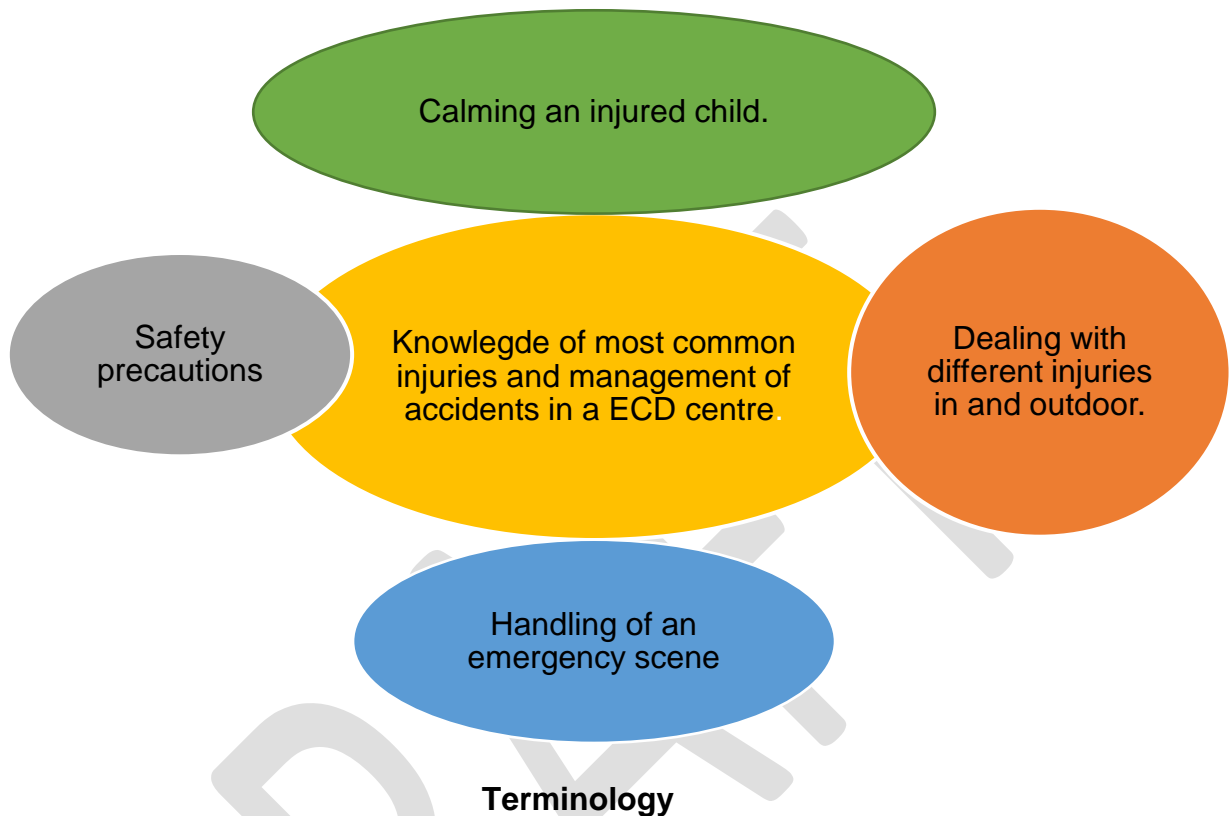 Calming an injured child.
Safety
precautions
Knowlegde of most common
injuries and management of
accidents in a ECD centre.
Dealing with
different injuries
in and outdoor.
Handling of an
emergency scene
Terminology